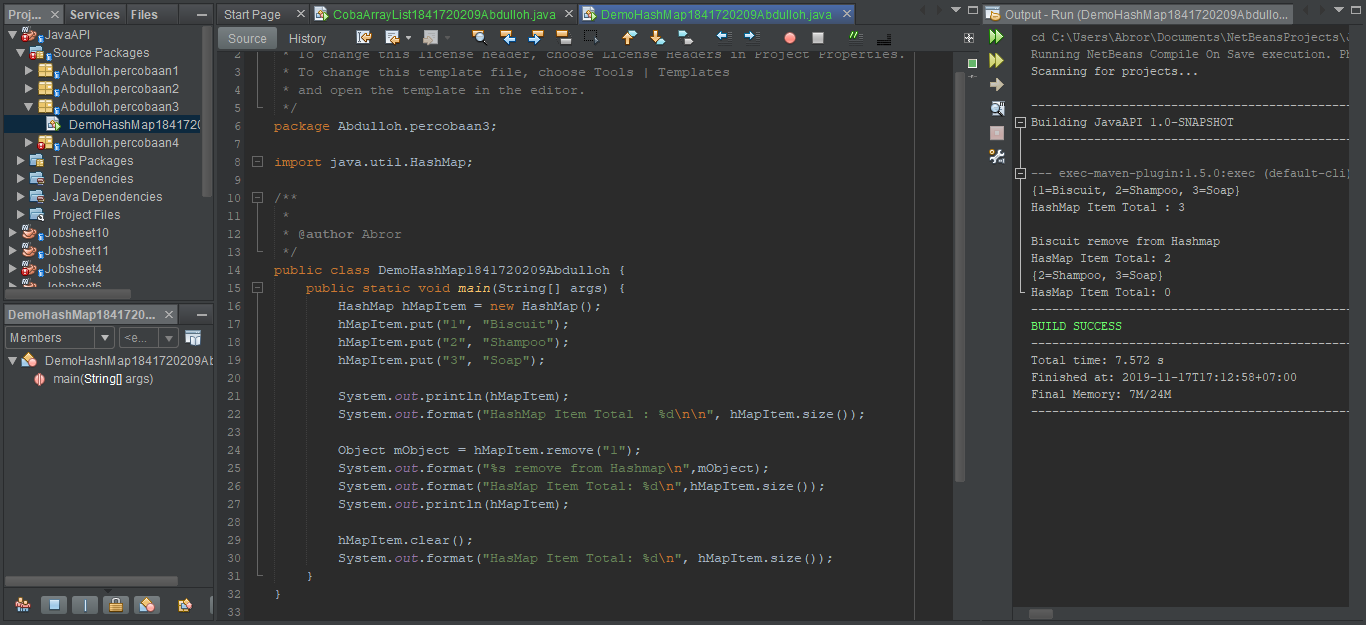 Proj...
Services
Files
JavaAPI
Source Packages
Abdulloh.percobaan1
Abdulloh.percobaan2
Abdulloh.percobaan3
DemoHashMap184172020
Abdulloh.percobaan4
Test Packages
Dependencies
Java Dependencies
Project Files
Jobsheet10
Jobsheet11
Jobsheet4
Jobsheet6
DemoHashMap1841720...
Members
<e...
DemoHashMap1841720209Ab
main(String[] args)
Start Page
CobaArrayList1841720209Abdulloh.java
DemoHashMap1841720209Abdulloh.java
Source
History
2 * To change this license header, choose License Headers in Project Properties.
3 * To change this template file, choose Tools | Templates
4 * and open the template in the editor.
5 */
6 package Abdulloh.percobaan3;
7
8 import java.util.HashMap;
9
10 /**
11 *
12 * @author Abror
13 */
14 public class DemoHashMap1841720209Abdulloh {
15 public static void main(String[] args) {
16 HashMap hMapItem = new HashMap();
17 hMapItem.put("1", "Biscuit");
18 hMapItem.put("2", "Shampoo");
19 hMapItem.put("3", "Soap");
20
21 System.out.println(hMapItem);
22 System.out.format("HashMap Item Total : %d\n\n", hMapItem.size());
23
24 Object mObject = hMapItem.remove("1");
25 System.out.format("%s remove from Hashmap\n",mObject);
26 System.out.format("HasMap Item Total: %d\n",hMapItem.size());
27 System.out.println(hMapItem);
28
29 hMapItem.clear();
30 System.out.format("HasMap Item Total: %d\n", hMapItem.size());
31 }
32 }
33
Output - Run (DemoHashMap1841720209Abdullo...
cd C:\Users\Abror\Documents\NetBeansProjects\
Running NetBeans Compile On Save execution. Ph
Scanning for projects...
------------------------------------------------------------------------
Building JavaAPI 1.0-SNAPSHOT
------------------------------------------------------------------------
--- exec-maven-plugin:1.5.0:exec (default-cli)
{1=Biscuit, 2=Shampoo, 3=Soap}
HashMap Item Total : 3
Biscuit remove from Hashmap
HasMap Item Total: 2
{2=Shampoo, 3=Soap}
HasMap Item Total: 0
------------------------------------------------------------------------
BUILD SUCCESS
------------------------------------------------------------------------
Total time: 7.572 s
Finished at: 2019-11-17T17:12:58+07:00
Final Memory: 7M/24M
------------------------------------------------------------------------